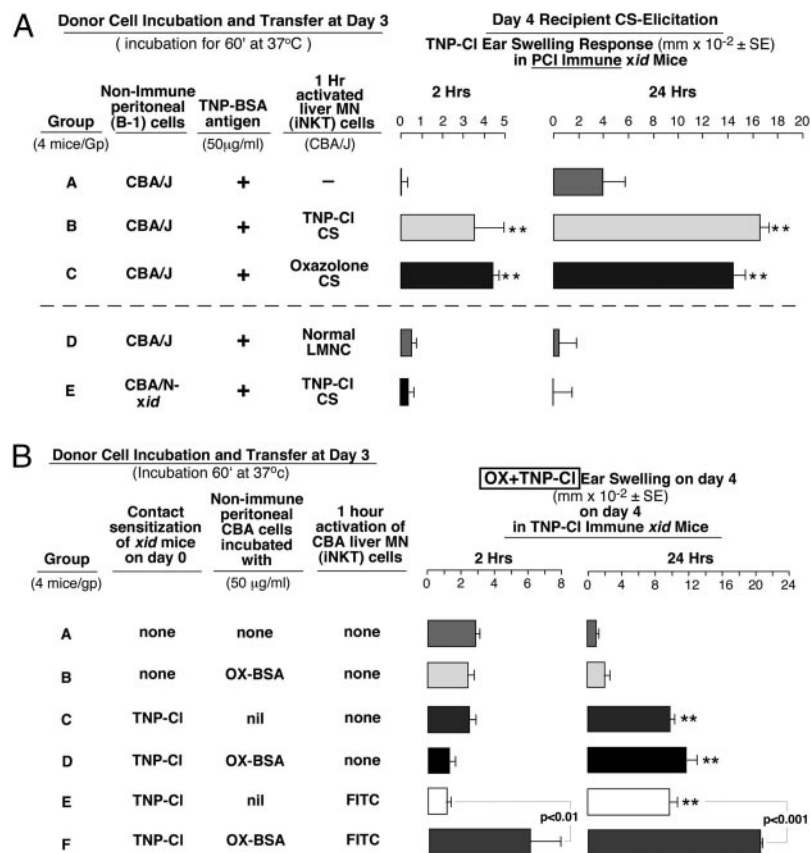 A
Donor Cell Incubation and Transfer at Day 3
( incubation for 60' at 37°C )
Day 4 Recipient CS-Elicitation
TNP-Cl Ear Swelling Response (mm x 10-2 ± SE)
in PCI Immune xid Mice
Group
(4 mice/Gp)
Non-Immune
peritoneal
(B-1) cells
TNP-BSA
antigen
(50µg/ml)
1 Hr
activated
liver MN
(iNKT) cells
(CBA/J)
2 Hrs
24 Hrs
0 1 2 3 4 5
0 2 4 6 8 10 12 14 16 18 20
A CBA/J + –
B CBA/J + TNP-Cl
CS
**
**
C CBA/J + Oxazolone
CS
**
**
D CBA/J + Normal
LMNC
E CBA/N-
xid
+ TNP-Cl
CS
B
Donor Cell Incubation and Transfer at Day 3
(Incubation 60' at 37°c)
OX+TNP-Cl Ear Swelling on day 4
(mm x 10-2 ± SE)
on day 4
in TNP-Cl Immune xid Mice
Group
(4 mice/gp)
Contact
sensitization
of xid mice
on day 0
Non-immune
peritoneal
CBA cells
incubated
with
(50 µg/ml)
1 hour
activation of
CBA liver MN
(iNKT) cells
2 Hrs
24 Hrs
0 2 4 6 8
0 4 8 12 16 20 24
A none none none
B none OX-BSA none
C TNP-Cl nil none **
D TNP-Cl OX-BSA none **
E TNP-Cl nil FITC **
p<0.01
p<0.001
F TNP-Cl OX-BSA FITC